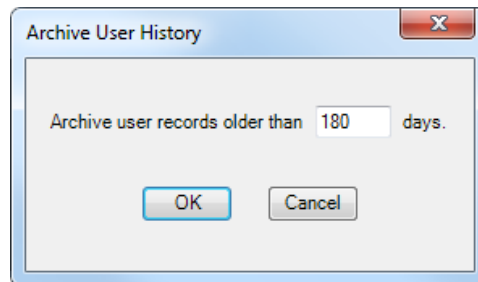 Archive User History
Archive user records older than 180 days.
OK Cancel